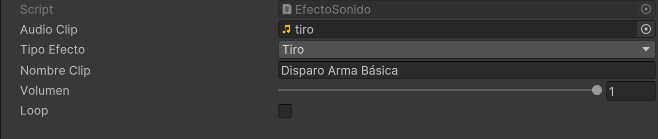 Script EfectoSonido
Audio Clip tiro
Tipo Efecto Tiro
Nombre Clip Disparo Arma Básica
Volumen 1
Loop